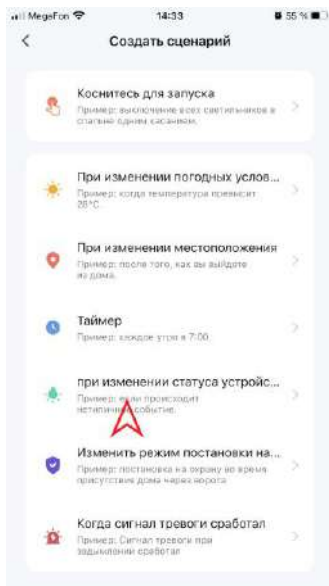 MegaFon 14:33 55 %
Создать сценарий
Коснитесь для запуска
Пример: выключение всех светильников в
спальне одним касанием.
При изменении погодных услов...
Пример: когда температура превысит
28°C
При изменении местоположения
Пример: после того, как вы выйдете
из дома.
Таймер
Пример: каждое утро в 7:00
при изменении статуса устройс...
Пример: если происходит
нетипичное событие.
Изменить режим постановки на...
Пример: постановка на охрану во время
присутствия дома через ворота
Когда сигнал тревоги сработал
Пример: Сигнал тревоги при
задымлении сработал